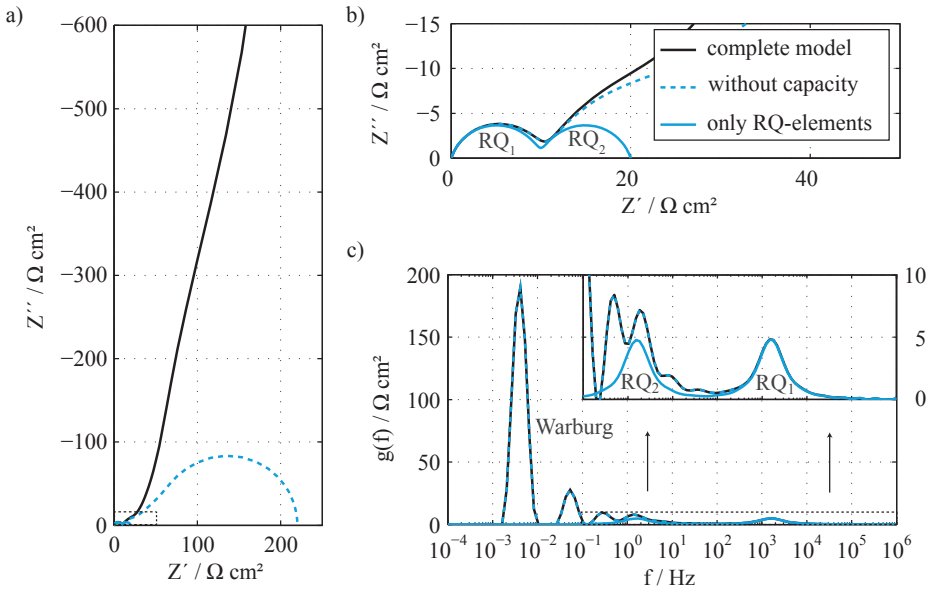 a)
−600
−500
−400
−300
−200
−100
0
0
100
200
Z´´ / Ω cm²
Z´ / Ω cm²
b)
−15
−10
−5
0
0
20
40
Z´´ / Ω cm²
Z´ / Ω cm²
RQ1
RQ2
complete model
without capacity
only RQ-elements
c)
200
150
100
50
0
10
5
0
g(f) / Ω cm²
Warburg
RQ2
RQ1
10⁻⁴ 10⁻³ 10⁻² 10⁻¹ 10⁰ 10¹ 10² 10³ 10⁴ 10⁵ 10⁶
f / Hz